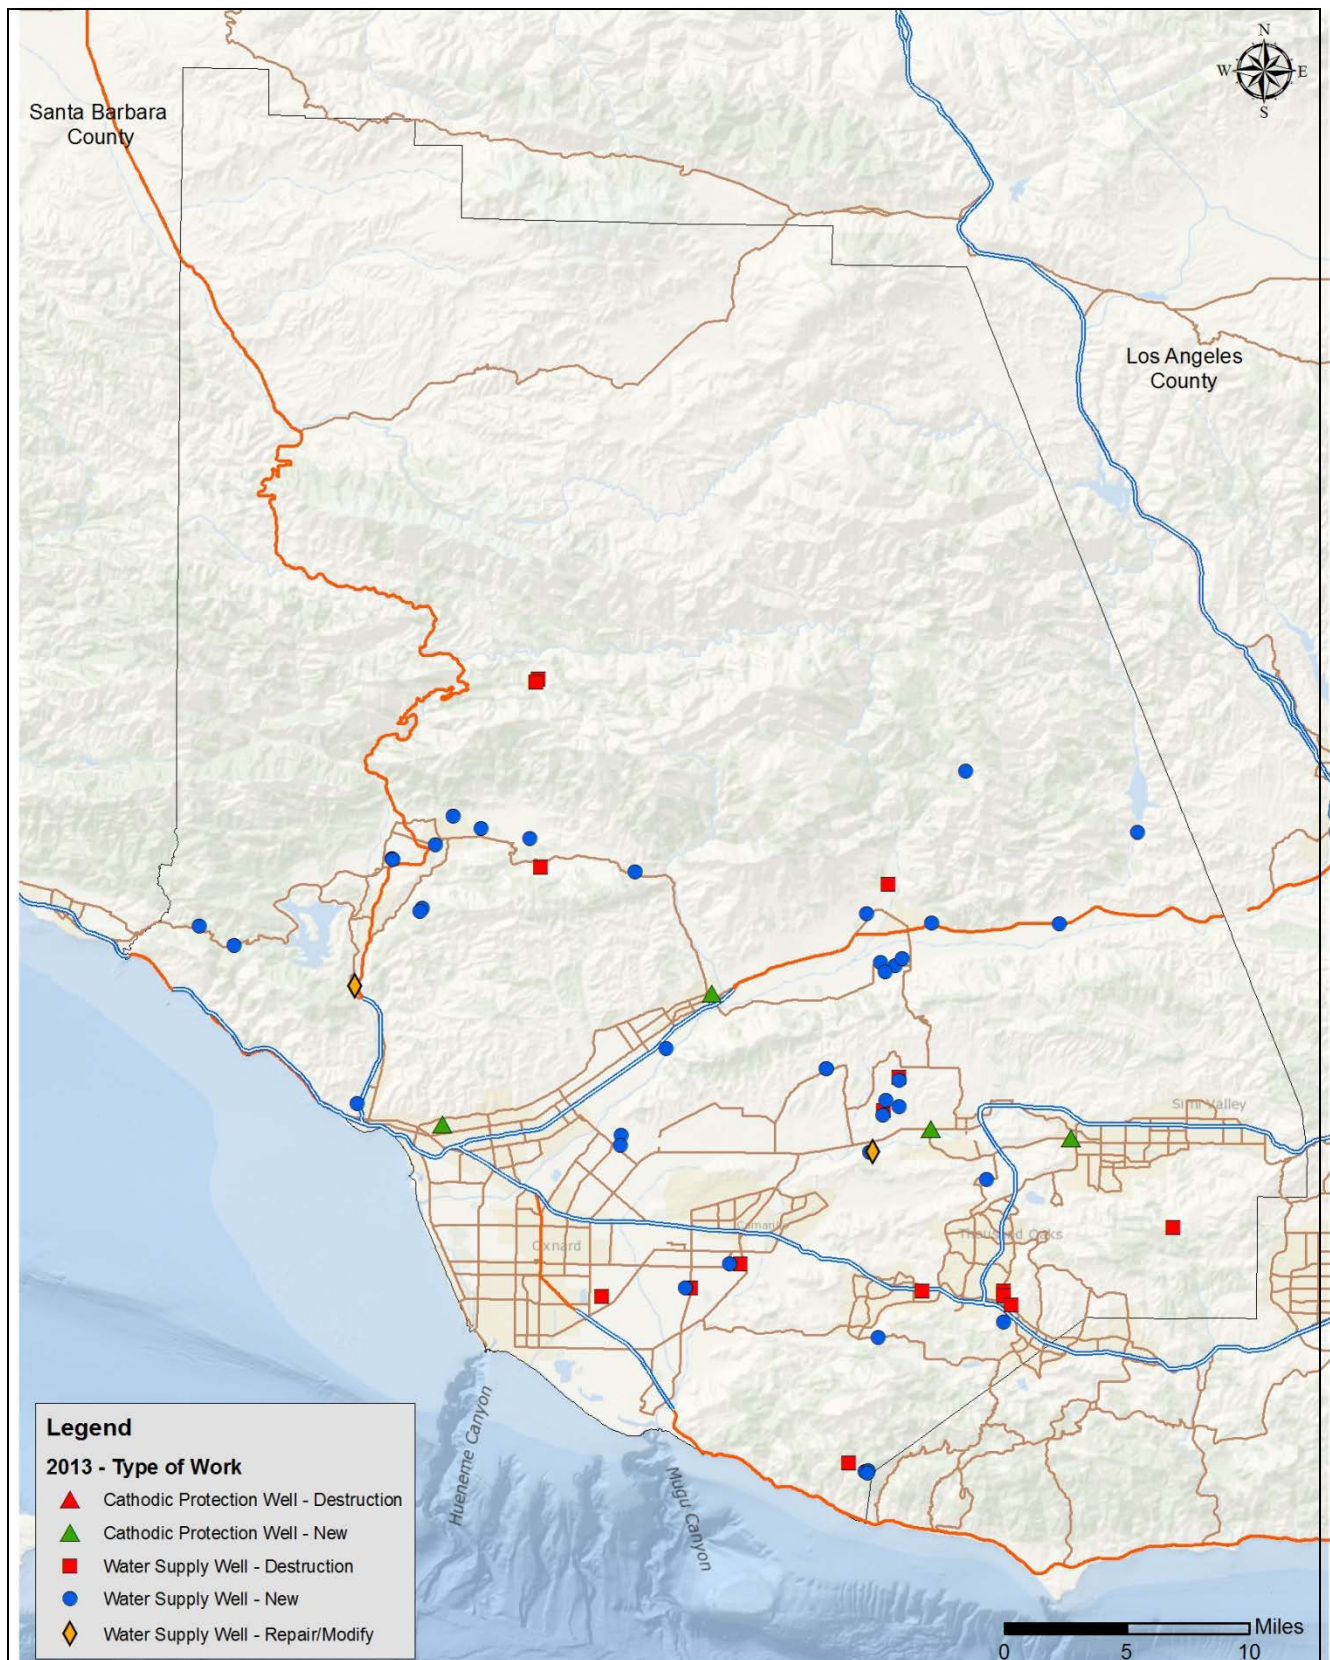 N
W E
S
Santa Barbara
County
Los Angeles
County
Simi Valley
Camarillo
Thousand Oaks
Oxnard
Hueneme Canyon
Mugu Canyon
Legend
2013 - Type of Work
Cathodic Protection Well - Destruction
Cathodic Protection Well - New
Water Supply Well - Destruction
Water Supply Well - New
Water Supply Well - Repair/Modify
Miles
0 5 10